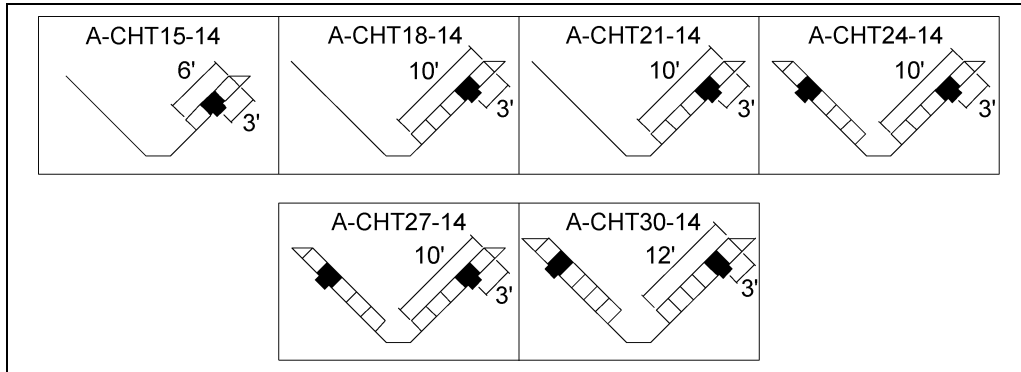 A-CHT15-14
6'
3'
A-CHT18-14
10'
3'
A-CHT21-14
10'
3'
A-CHT24-14
10'
3'
A-CHT27-14
10'
3'
A-CHT30-14
12'
3'